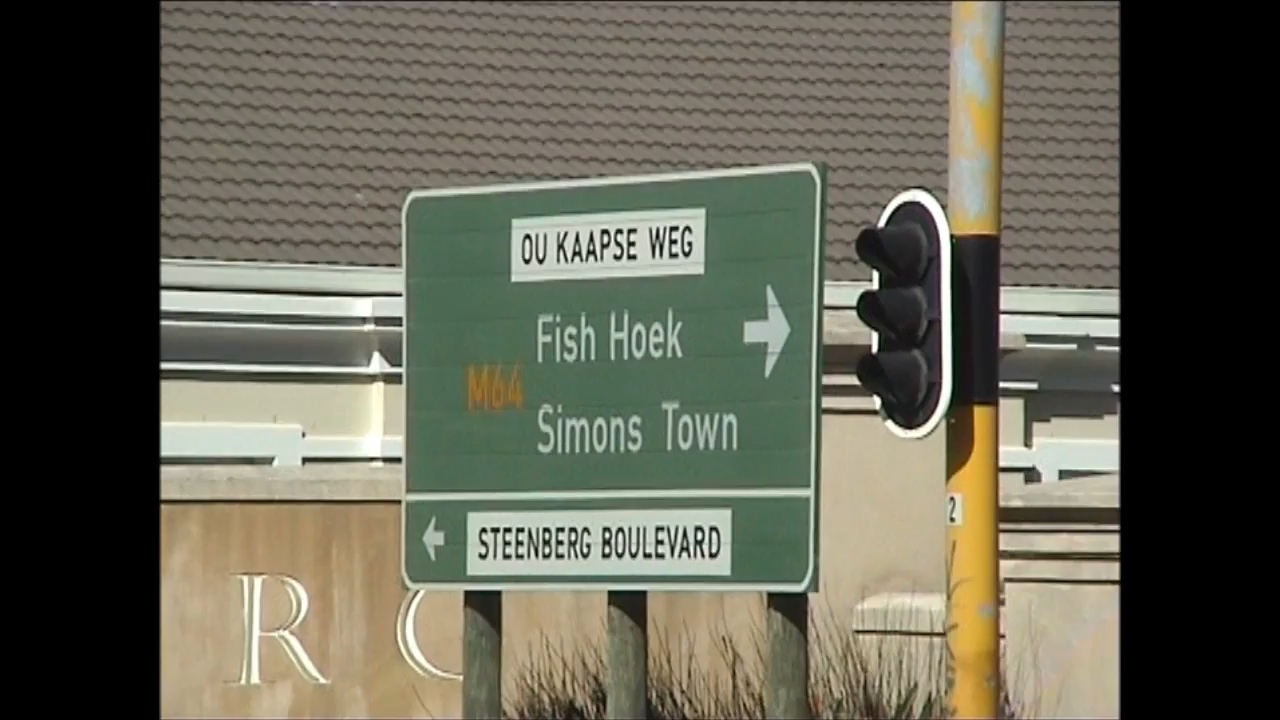 OU KAAPSE WEG
Fish Hoek
M64
Simons Town
STEENBERG BOULEVARD
2
R